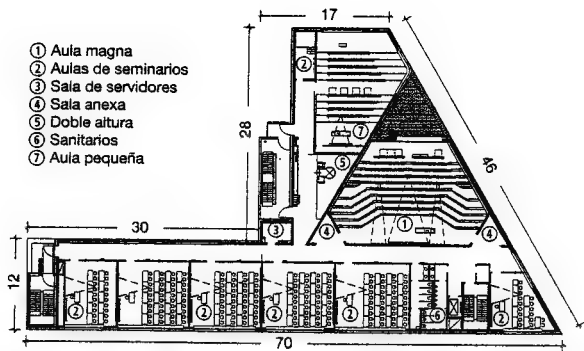 ① Aula magna
② Aulas de seminarios
③ Sala de servidores
④ Sala anexa
⑤ Doble altura
⑥ Sanitarios
⑦ Aula pequeña
17
28
46
30
12
70
②
⑦
⑤
①
③
④
④
②
②
②
②
②
⑥
②